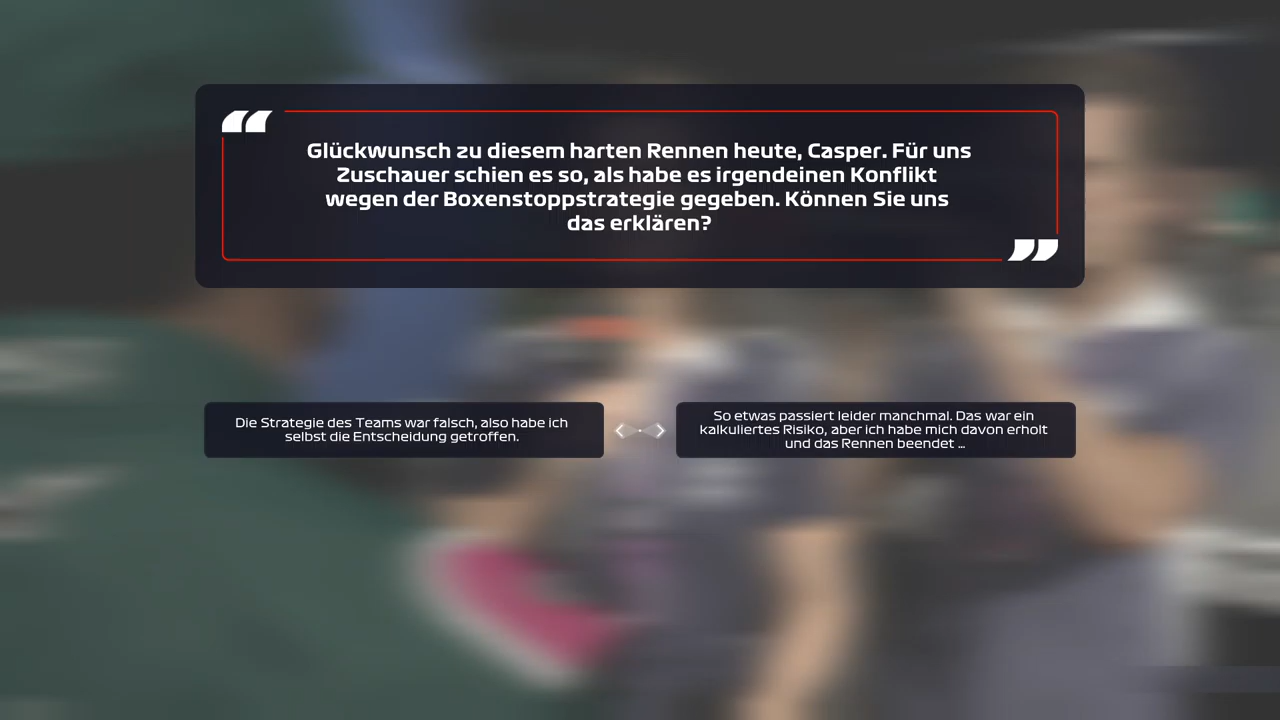 Glückwunsch zu diesem harten Rennen heute, Casper. Für uns
Zuschauer schien es so, als habe es irgendeinen Konflikt
wegen der Boxenstoppstrategie gegeben. Können Sie uns
das erklären?
Die Strategie des Teams war falsch, also habe ich
selbst die Entscheidung getroffen.
So etwas passiert leider manchmal. Das war ein
kalkuliertes Risiko, aber ich habe mich davon erholt
und das Rennen beendet ...